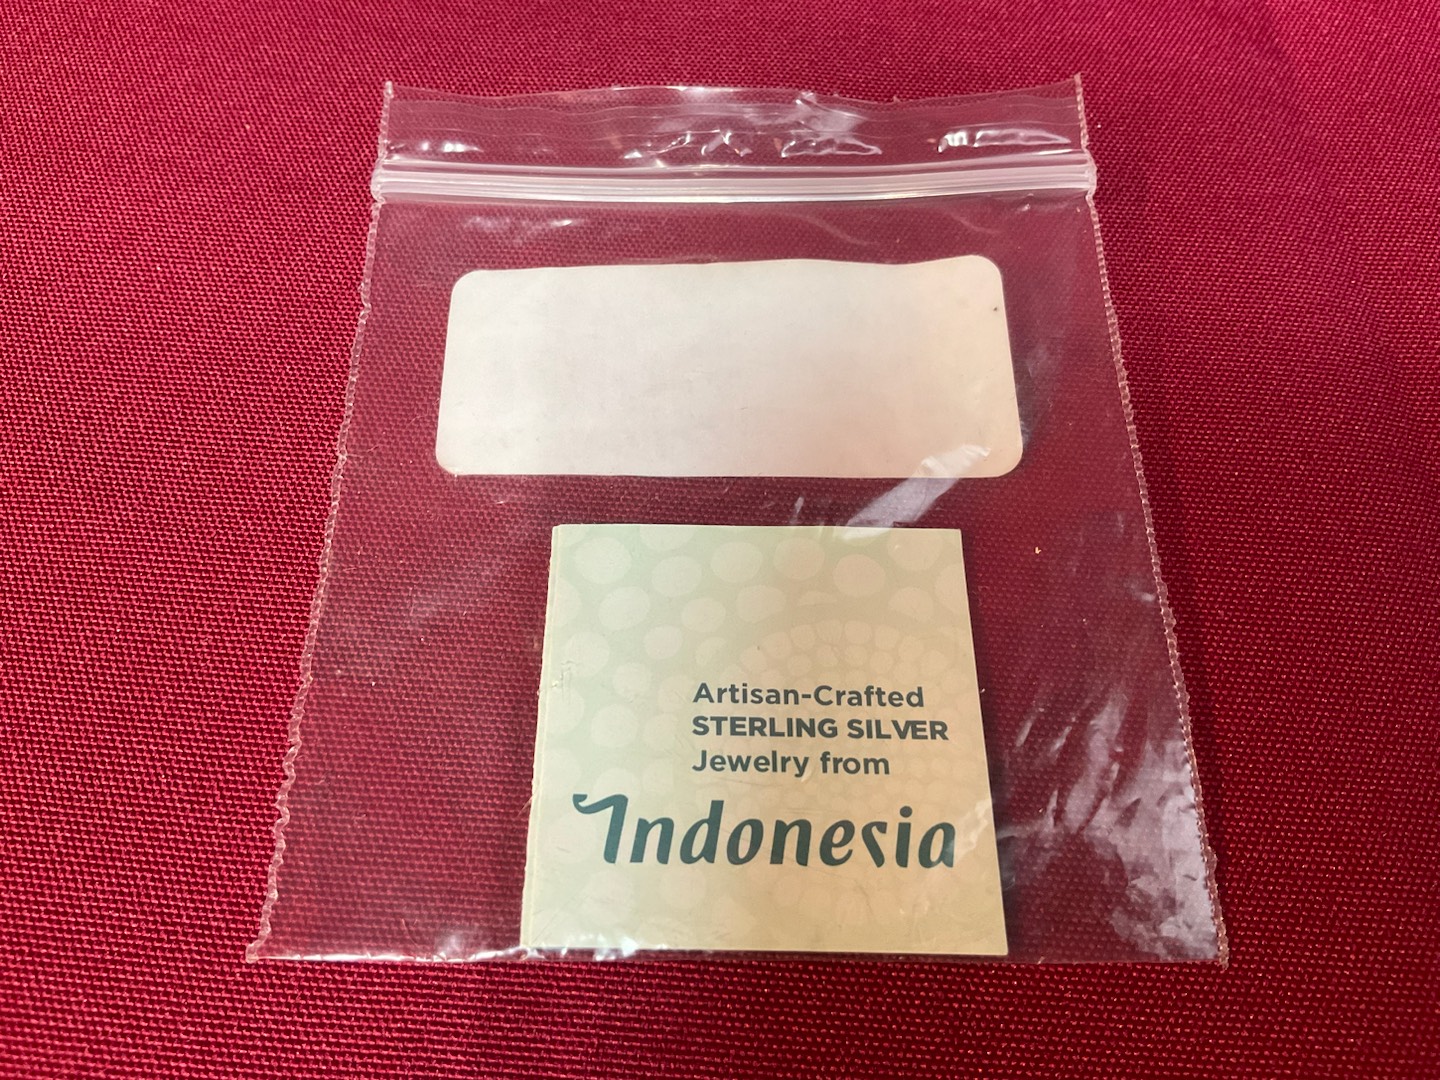 Artisan-Crafted
STERLING SILVER
Jewelry from
Indonesia